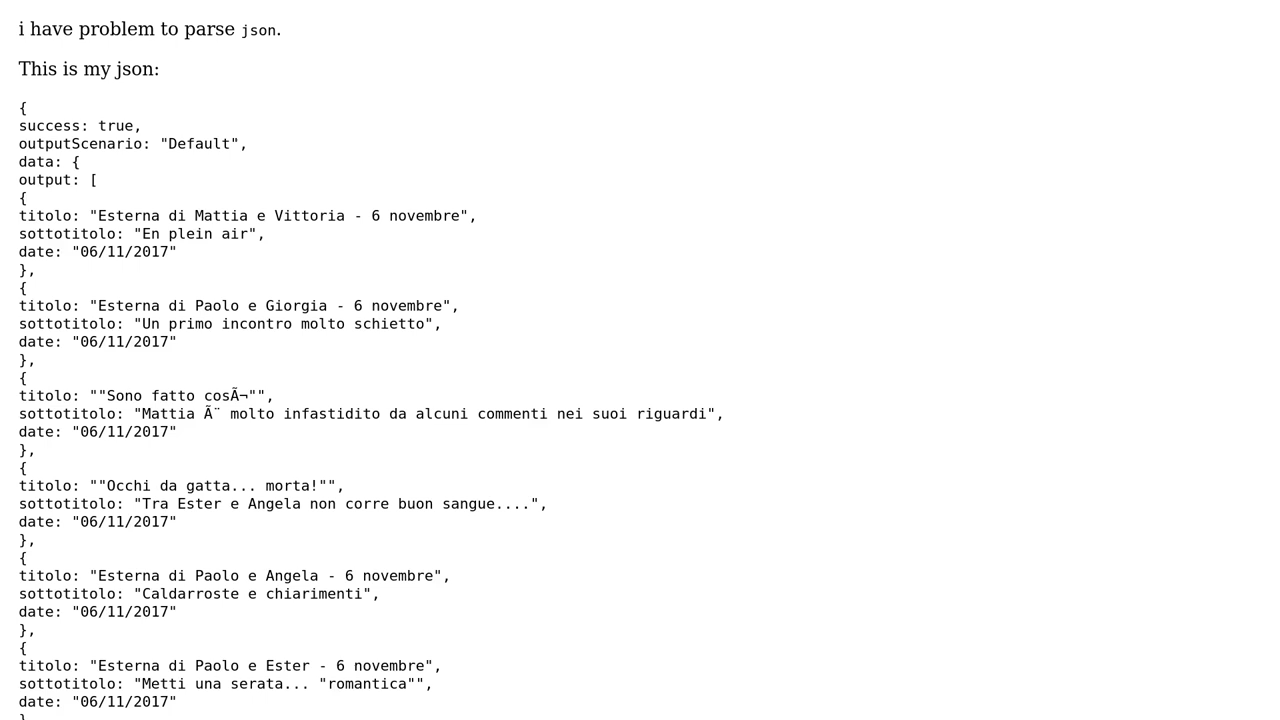 i have problem to parse json.
This is my json:
{
success: true,
outputScenario: "Default",
data: {
output: [
{
titolo: "Esterna di Mattia e Vittoria - 6 novembre",
sottotitolo: "En plein air",
date: "06/11/2017"
},
{
titolo: "Esterna di Paolo e Giorgia - 6 novembre",
sottotitolo: "Un primo incontro molto schietto",
date: "06/11/2017"
},
{
titolo: ""Sono fatto cosÃ¬"",
sottotitolo: "Mattia Ã¨ molto infastidito da alcuni commenti nei suoi riguardi",
date: "06/11/2017"
},
{
titolo: ""Occhi da gatta... morta!"",
sottotitolo: "Tra Ester e Angela non corre buon sangue....",
date: "06/11/2017"
},
{
titolo: "Esterna di Paolo e Angela - 6 novembre",
sottotitolo: "Caldarroste e chiarimenti",
date: "06/11/2017"
},
{
titolo: "Esterna di Paolo e Ester - 6 novembre",
sottotitolo: "Metti una serata... "romantica"",
date: "06/11/2017"
}